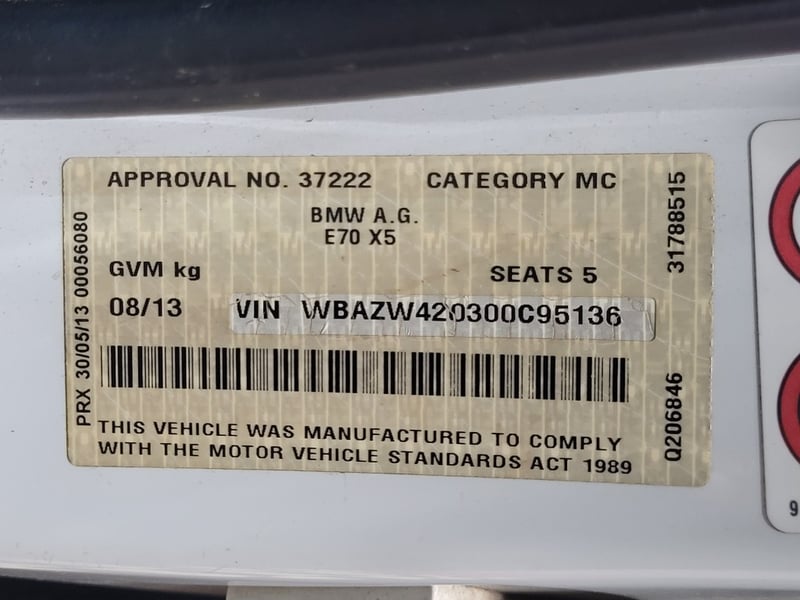 APPROVAL NO. 37222 CATEGORY MC
BMW A.G.
E70 X5
GVM kg SEATS 5
08/13 VIN WBAZW420300C95136
THIS VEHICLE WAS MANUFACTURED TO COMPLY
WITH THE MOTOR VEHICLE STANDARDS ACT 1989
PRX 30/05/13 00056080
31788515
Q206846
9